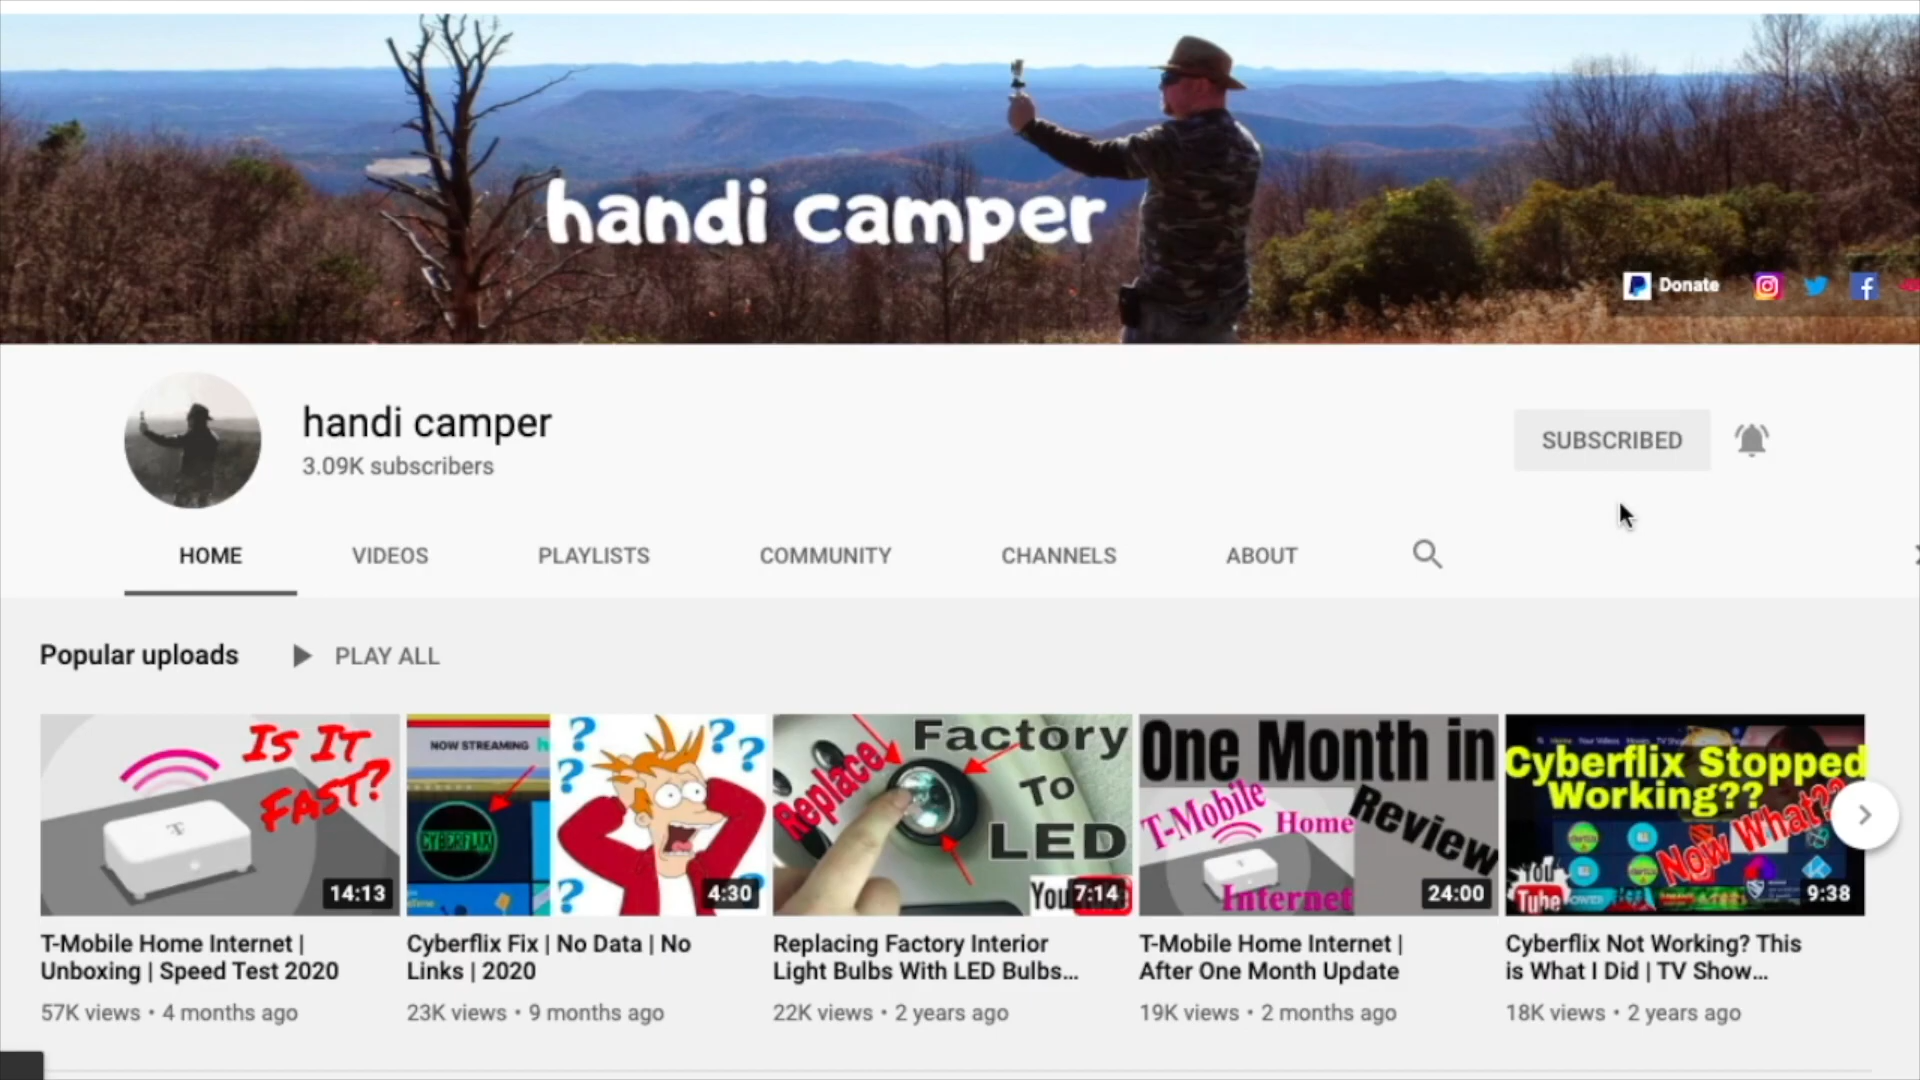 handi camper
Donate
handi camper
3.09K subscribers
SUBSCRIBED
HOME VIDEOS PLAYLISTS COMMUNITY CHANNELS ABOUT
Popular uploads PLAY ALL
IS IT
FAST?
T
14:13
NOW STREAMING
CYBERFLIX
4:30
Factory
Replace
To
LED
You
7:14
One Month in
T-Mobile
Home
Review
Internet
24:00
Cyberflix Stopped
Working??
Now What??
You
Tube
9:38
T-Mobile Home Internet |
Unboxing | Speed Test 2020
57K views • 4 months ago
Cyberflix Fix | No Data | No
Links | 2020
23K views • 9 months ago
Replacing Factory Interior
Light Bulbs With LED Bulbs...
22K views • 2 years ago
T-Mobile Home Internet |
After One Month Update
19K views • 2 months ago
Cyberflix Not Working? This
is What I Did | TV Show...
18K views • 2 years ago